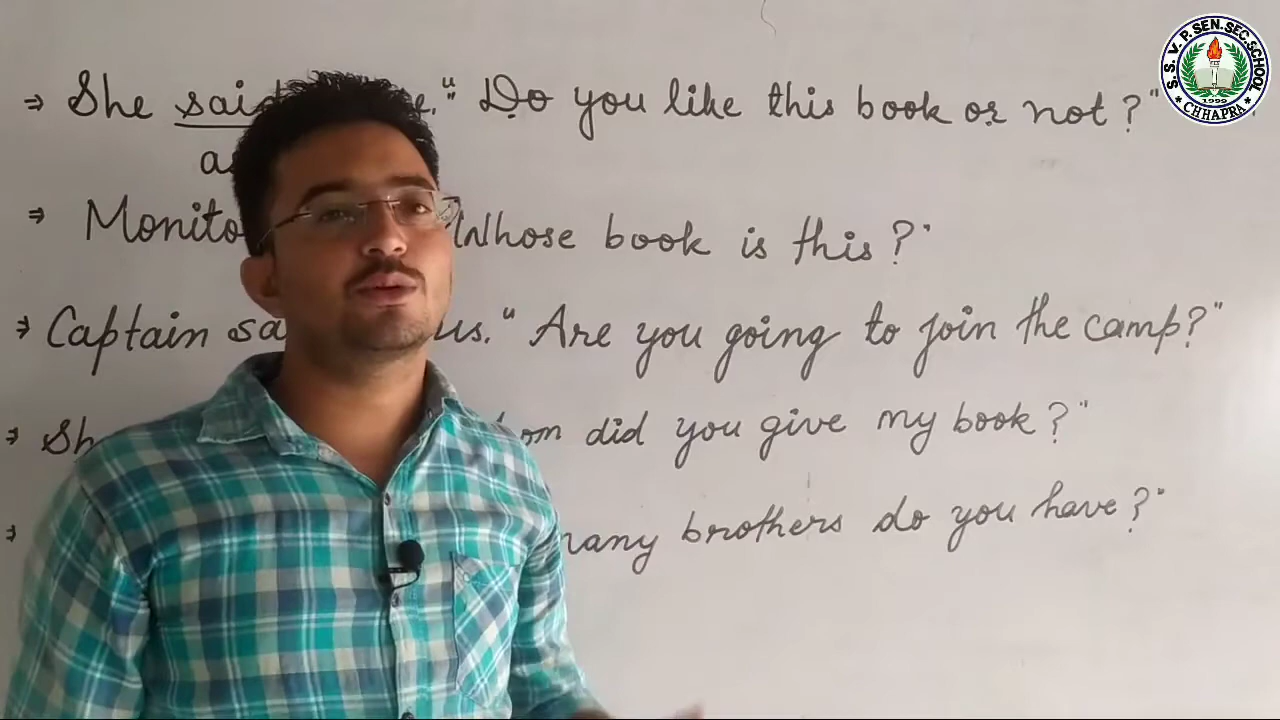 ⇒ She said e." Do you like this book or not?"
⇒ Monito Whose book is this?"
⇒ Captain sa us." Are you going to join the camp?"
⇒ Sh om did you give my book?"
⇒ many brothers do you have?"
S. S. V. P. SEN. SEC. SCHOOL
1999
★ CHHAPRA ★